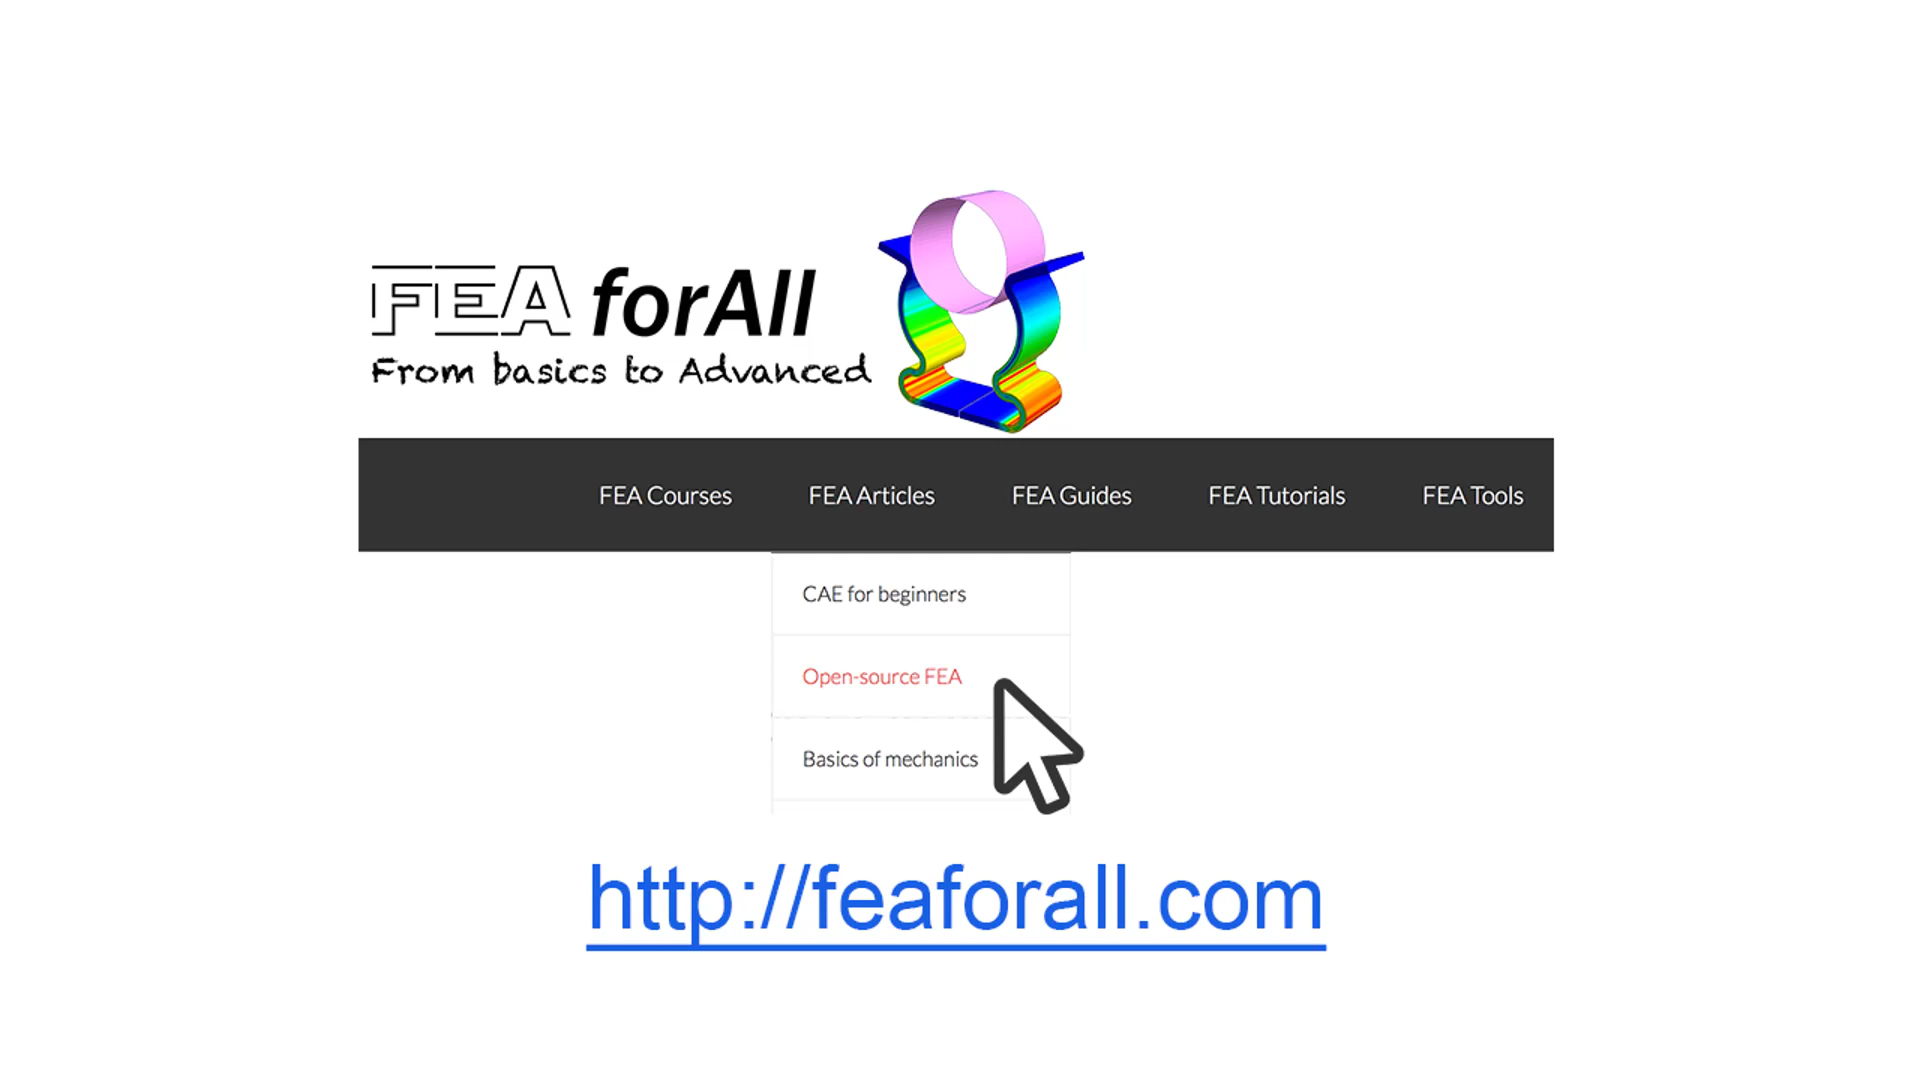 FEA forAll
From basics to Advanced
FEA Courses FEA Articles FEA Guides FEA Tutorials FEA Tools
CAE for beginners
Open-source FEA
Basics of mechanics
http://feaforall.com